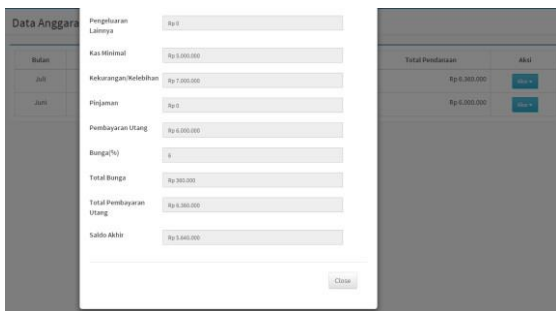 Data Anggara
Bulan
Total Pendanaan
Aksi
Juli
Rp 6.360.000
Aksi
Juni
Rp 6.000.000
Aksi
Pengeluaran
Lainnya
Rp 0
Kas Minimal
Rp 5.000.000
Kekurangan/Kelebihan
Rp 7.000.000
Pinjaman
Rp 0
Pembayaran Utang
Rp 6.000.000
Bunga(%)
6
Total Bunga
Rp 360.000
Total Pembayaran
Utang
Rp 6.360.000
Saldo Akhir
Rp 5.640.000
Close